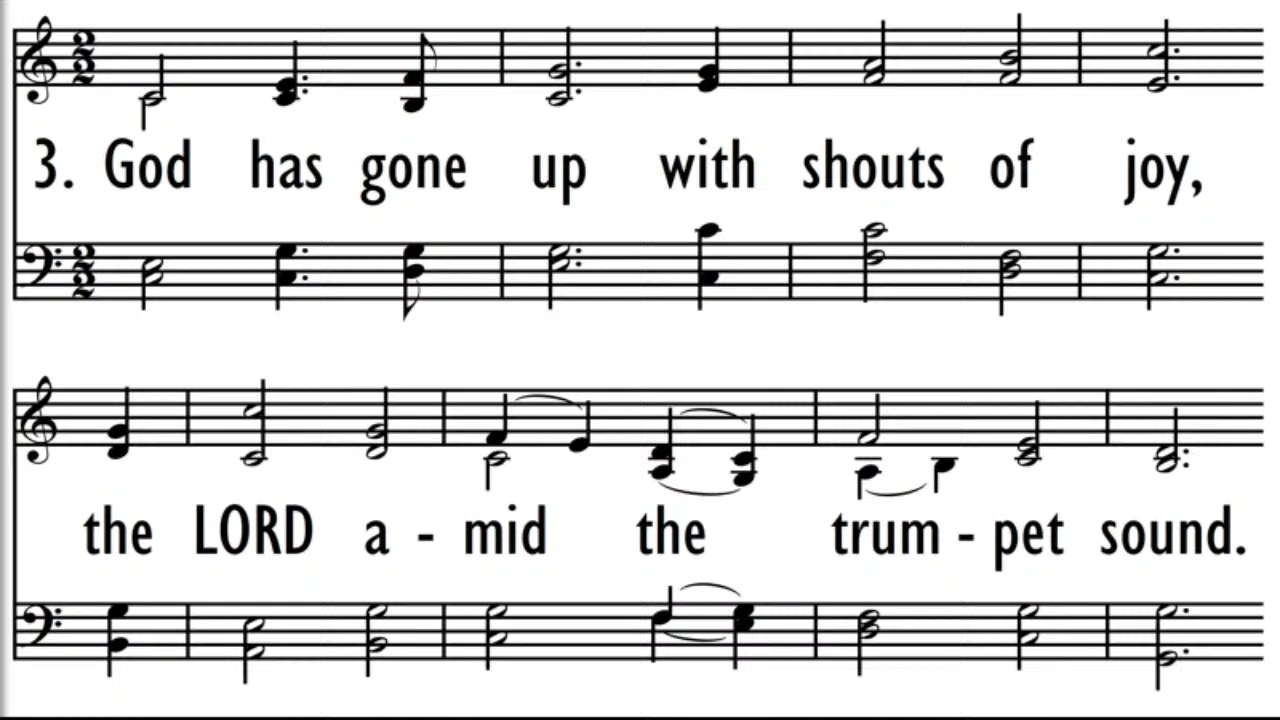 3. God has gone up with shouts of joy,
the LORD a - mid the trum - pet sound.